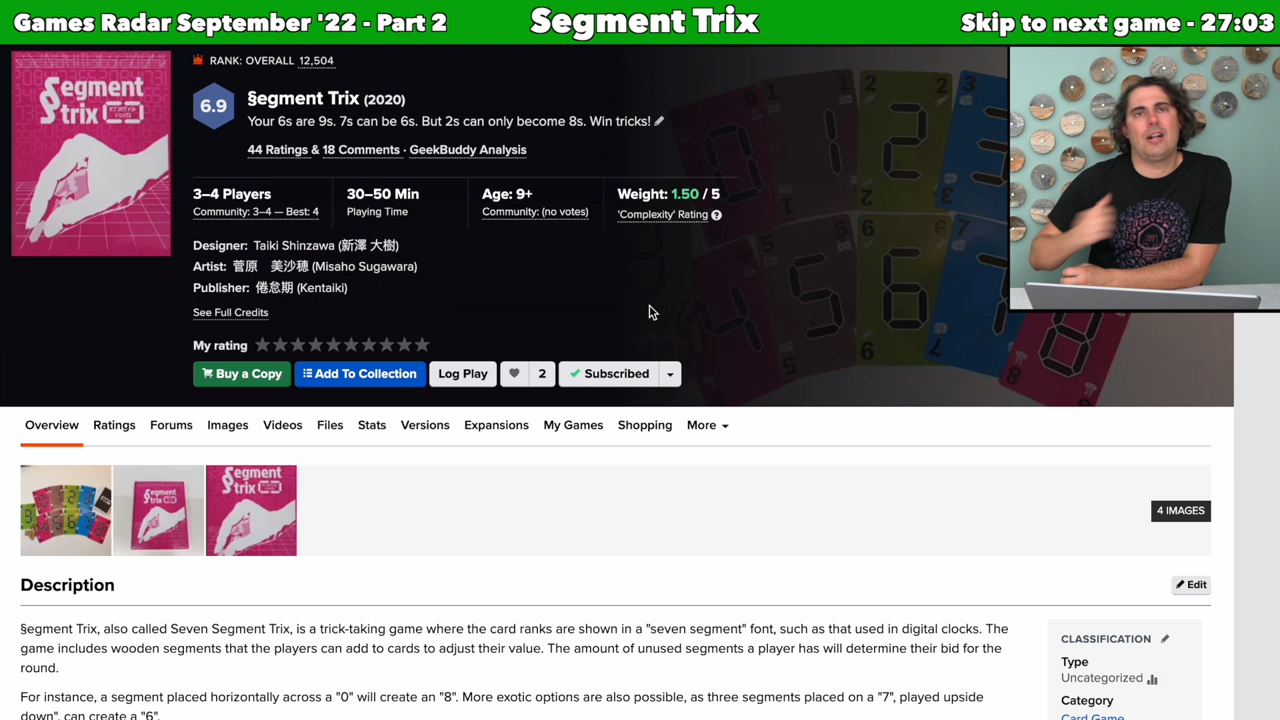 Games Radar September '22 - Part 2
Segment Trix
Skip to next game - 27:03
§egment
§trix
RANK: OVERALL 12,504
6.9
§egment Trix (2020)
Your 6s are 9s. 7s can be 6s. But 2s can only become 8s. Win tricks!
44 Ratings & 18 Comments · GeekBuddy Analysis
3–4 Players
Community: 3–4 — Best: 4
30–50 Min
Playing Time
Age: 9+
Community: (no votes)
Weight: 1.50 / 5
'Complexity' Rating
Designer: Taiki Shinzawa (新澤 大樹)
Artist: 菅原 美沙穂 (Misaho Sugawara)
Publisher: 倦怠期 (Kentaiki)
See Full Credits
My rating
Buy a Copy
Add To Collection
Log Play
2
Subscribed
Overview
Ratings
Forums
Images
Videos
Files
Stats
Versions
Expansions
My Games
Shopping
More
4 IMAGES
Description
Edit
§egment Trix, also called Seven Segment Trix, is a trick-taking game where the card ranks are shown in a "seven segment" font, such as that used in digital clocks. The
game includes wooden segments that the players can add to cards to adjust their value. The amount of unused segments a player has will determine their bid for the
round.
For instance, a segment placed horizontally across a "0" will create an "8". More exotic options are also possible, as three segments placed on a "7", played upside
down", can create a "6".
CLASSIFICATION
Type
Uncategorized
Category
Card Game